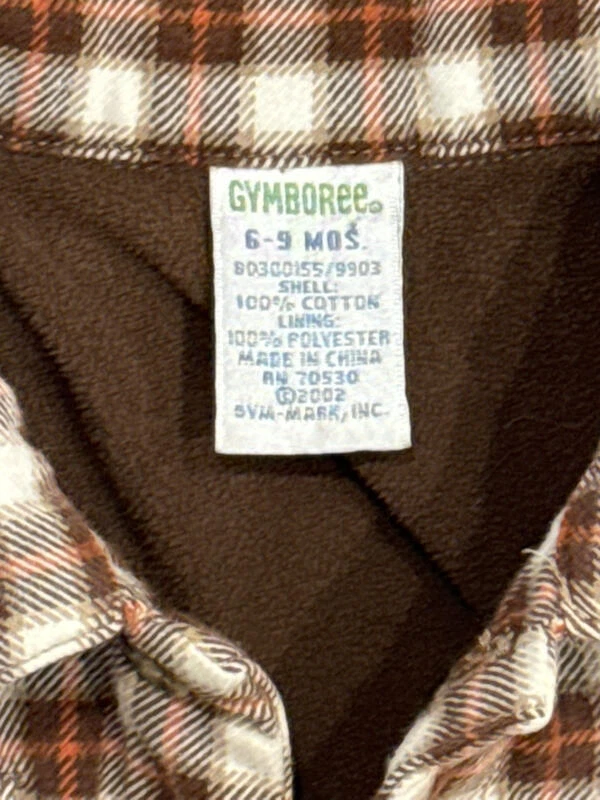 GYMBOREE®
6-9 MOS.
80300155/9903
SHELL:
100% COTTON
LINING:
100% POLYESTER
MADE IN CHINA
RN 70530
©2002
GYM-MARK, INC.